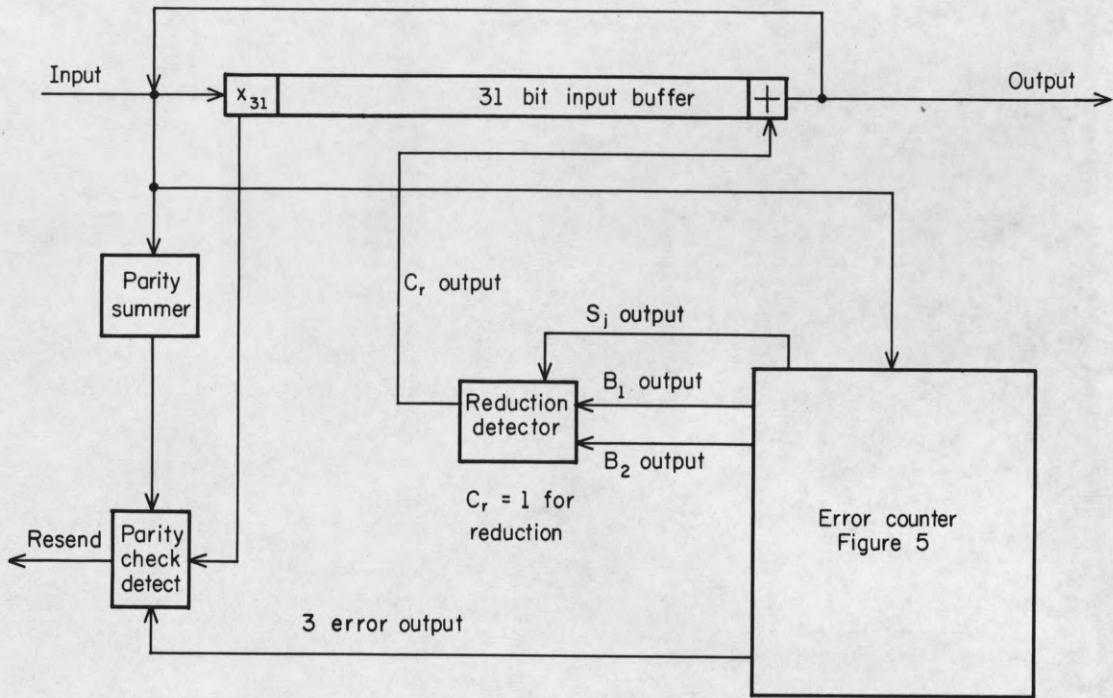 Input
x31
31 bit input buffer
+
Output
Parity
summer
Cr output
Sj output
B1 output
Reduction
detector
B2 output
Cr = 1 for
reduction
Error counter
Figure 5
Resend
Parity
check
detect
3 error output